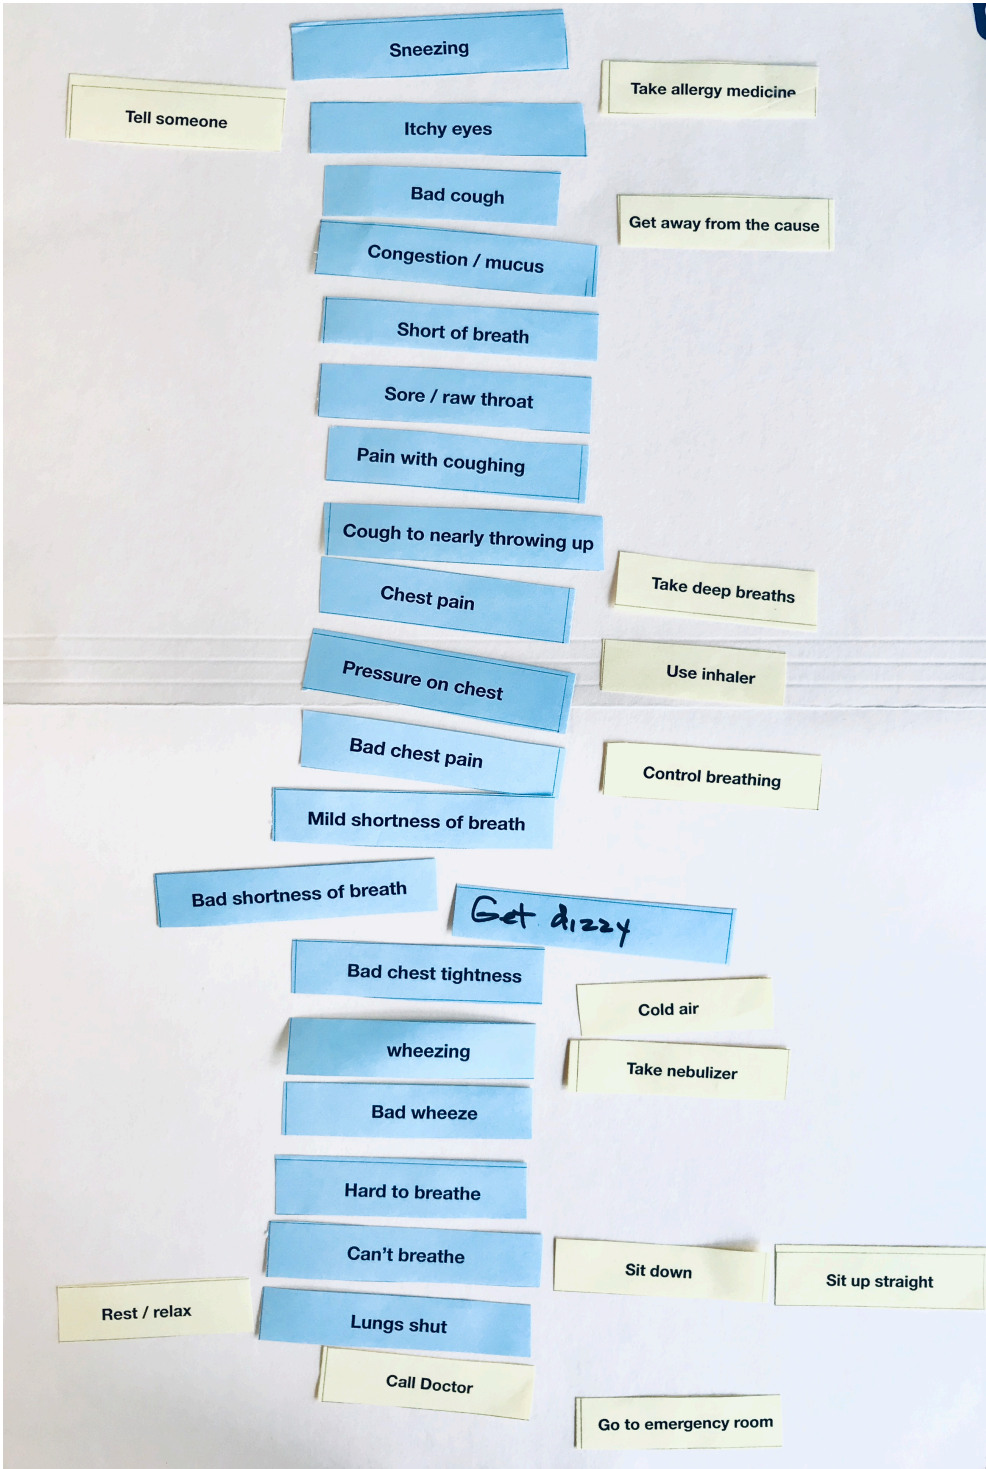 Sneezing
Take allergy medicine
Tell someone
Itchy eyes
Bad cough
Get away from the cause
Congestion / mucus
Short of breath
Sore / raw throat
Pain with coughing
Cough to nearly throwing up
Take deep breaths
Chest pain
Use inhaler
Pressure on chest
Bad chest pain
Control breathing
Mild shortness of breath
Bad shortness of breath
Get dizzy
Bad chest tightness
Cold air
wheezing
Take nebulizer
Bad wheeze
Hard to breathe
Can't breathe
Sit down
Sit up straight
Rest / relax
Lungs shut
Call Doctor
Go to emergency room